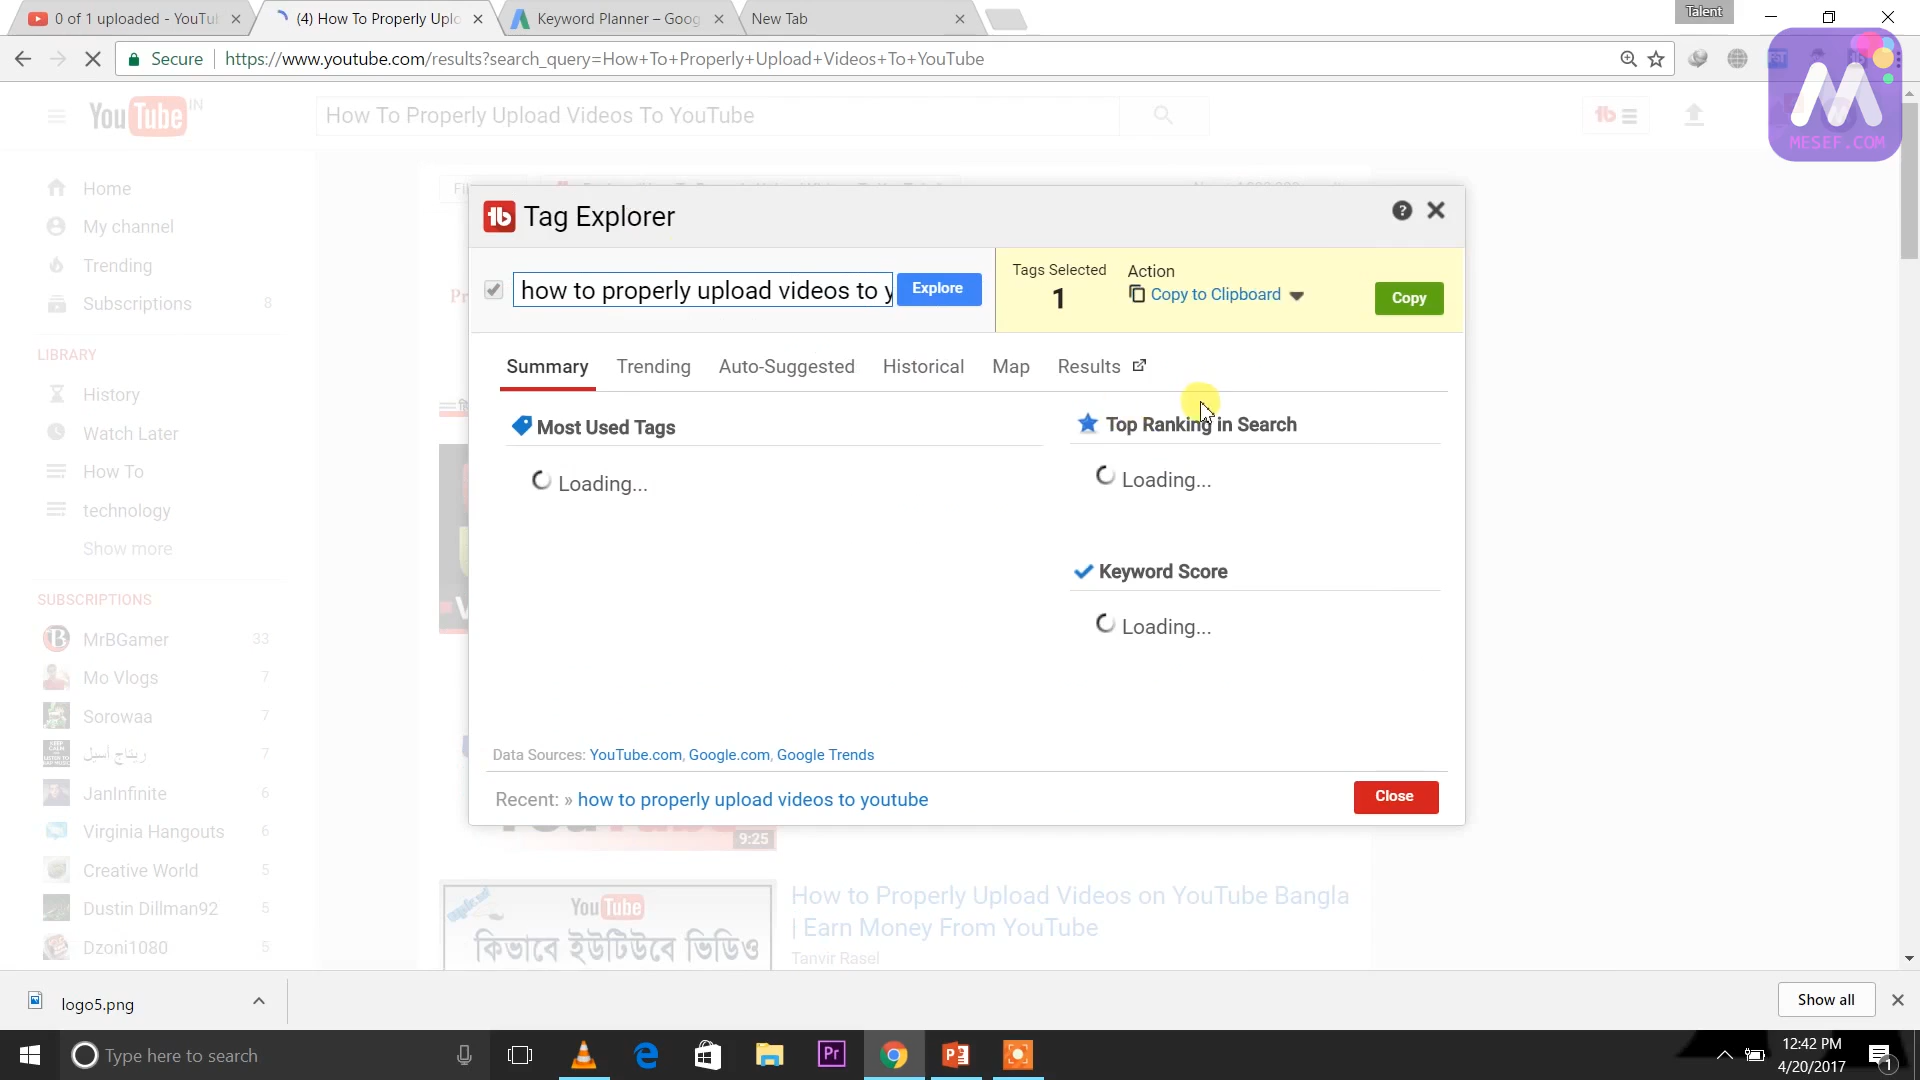 0 of 1 uploaded - YouTu
(4) How To Properly Uplo
Keyword Planner – Goog
New Tab
Talent
Secure
https://www.youtube.com/results?search_query=How+To+Properly+Upload+Videos+To+YouTube
MESEF.COM
YouTube IN
How To Properly Upload Videos To YouTube
Home
My channel
Trending
Subscriptions 8
LIBRARY
History
Watch Later
How To
technology
Show more
SUBSCRIPTIONS
MrBGamer 33
Mo Vlogs 7
Sorowaa 7
ريتاج أسيل 7
JanInfinite 6
Virginia Hangouts 6
Creative World 5
Dustin Dillman92 5
Dzoni1080 5
Tag Explorer
how to properly upload videos to y
Explore
Tags Selected
1
Action
Copy to Clipboard
Copy
Summary
Trending
Auto-Suggested
Historical
Map
Results
Most Used Tags
Loading...
Top Ranking in Search
Loading...
Keyword Score
Loading...
Data Sources: YouTube.com, Google.com, Google Trends
Recent: » how to properly upload videos to youtube
Close
9:25
YouTube
কিভাবে ইউটিউবে ভিডিও
How to Properly Upload Videos on YouTube Bangla
| Earn Money From YouTube
Tanvir Rasel
logo5.png
Show all
Type here to search
Pr
12:42 PM
4/20/2017
1